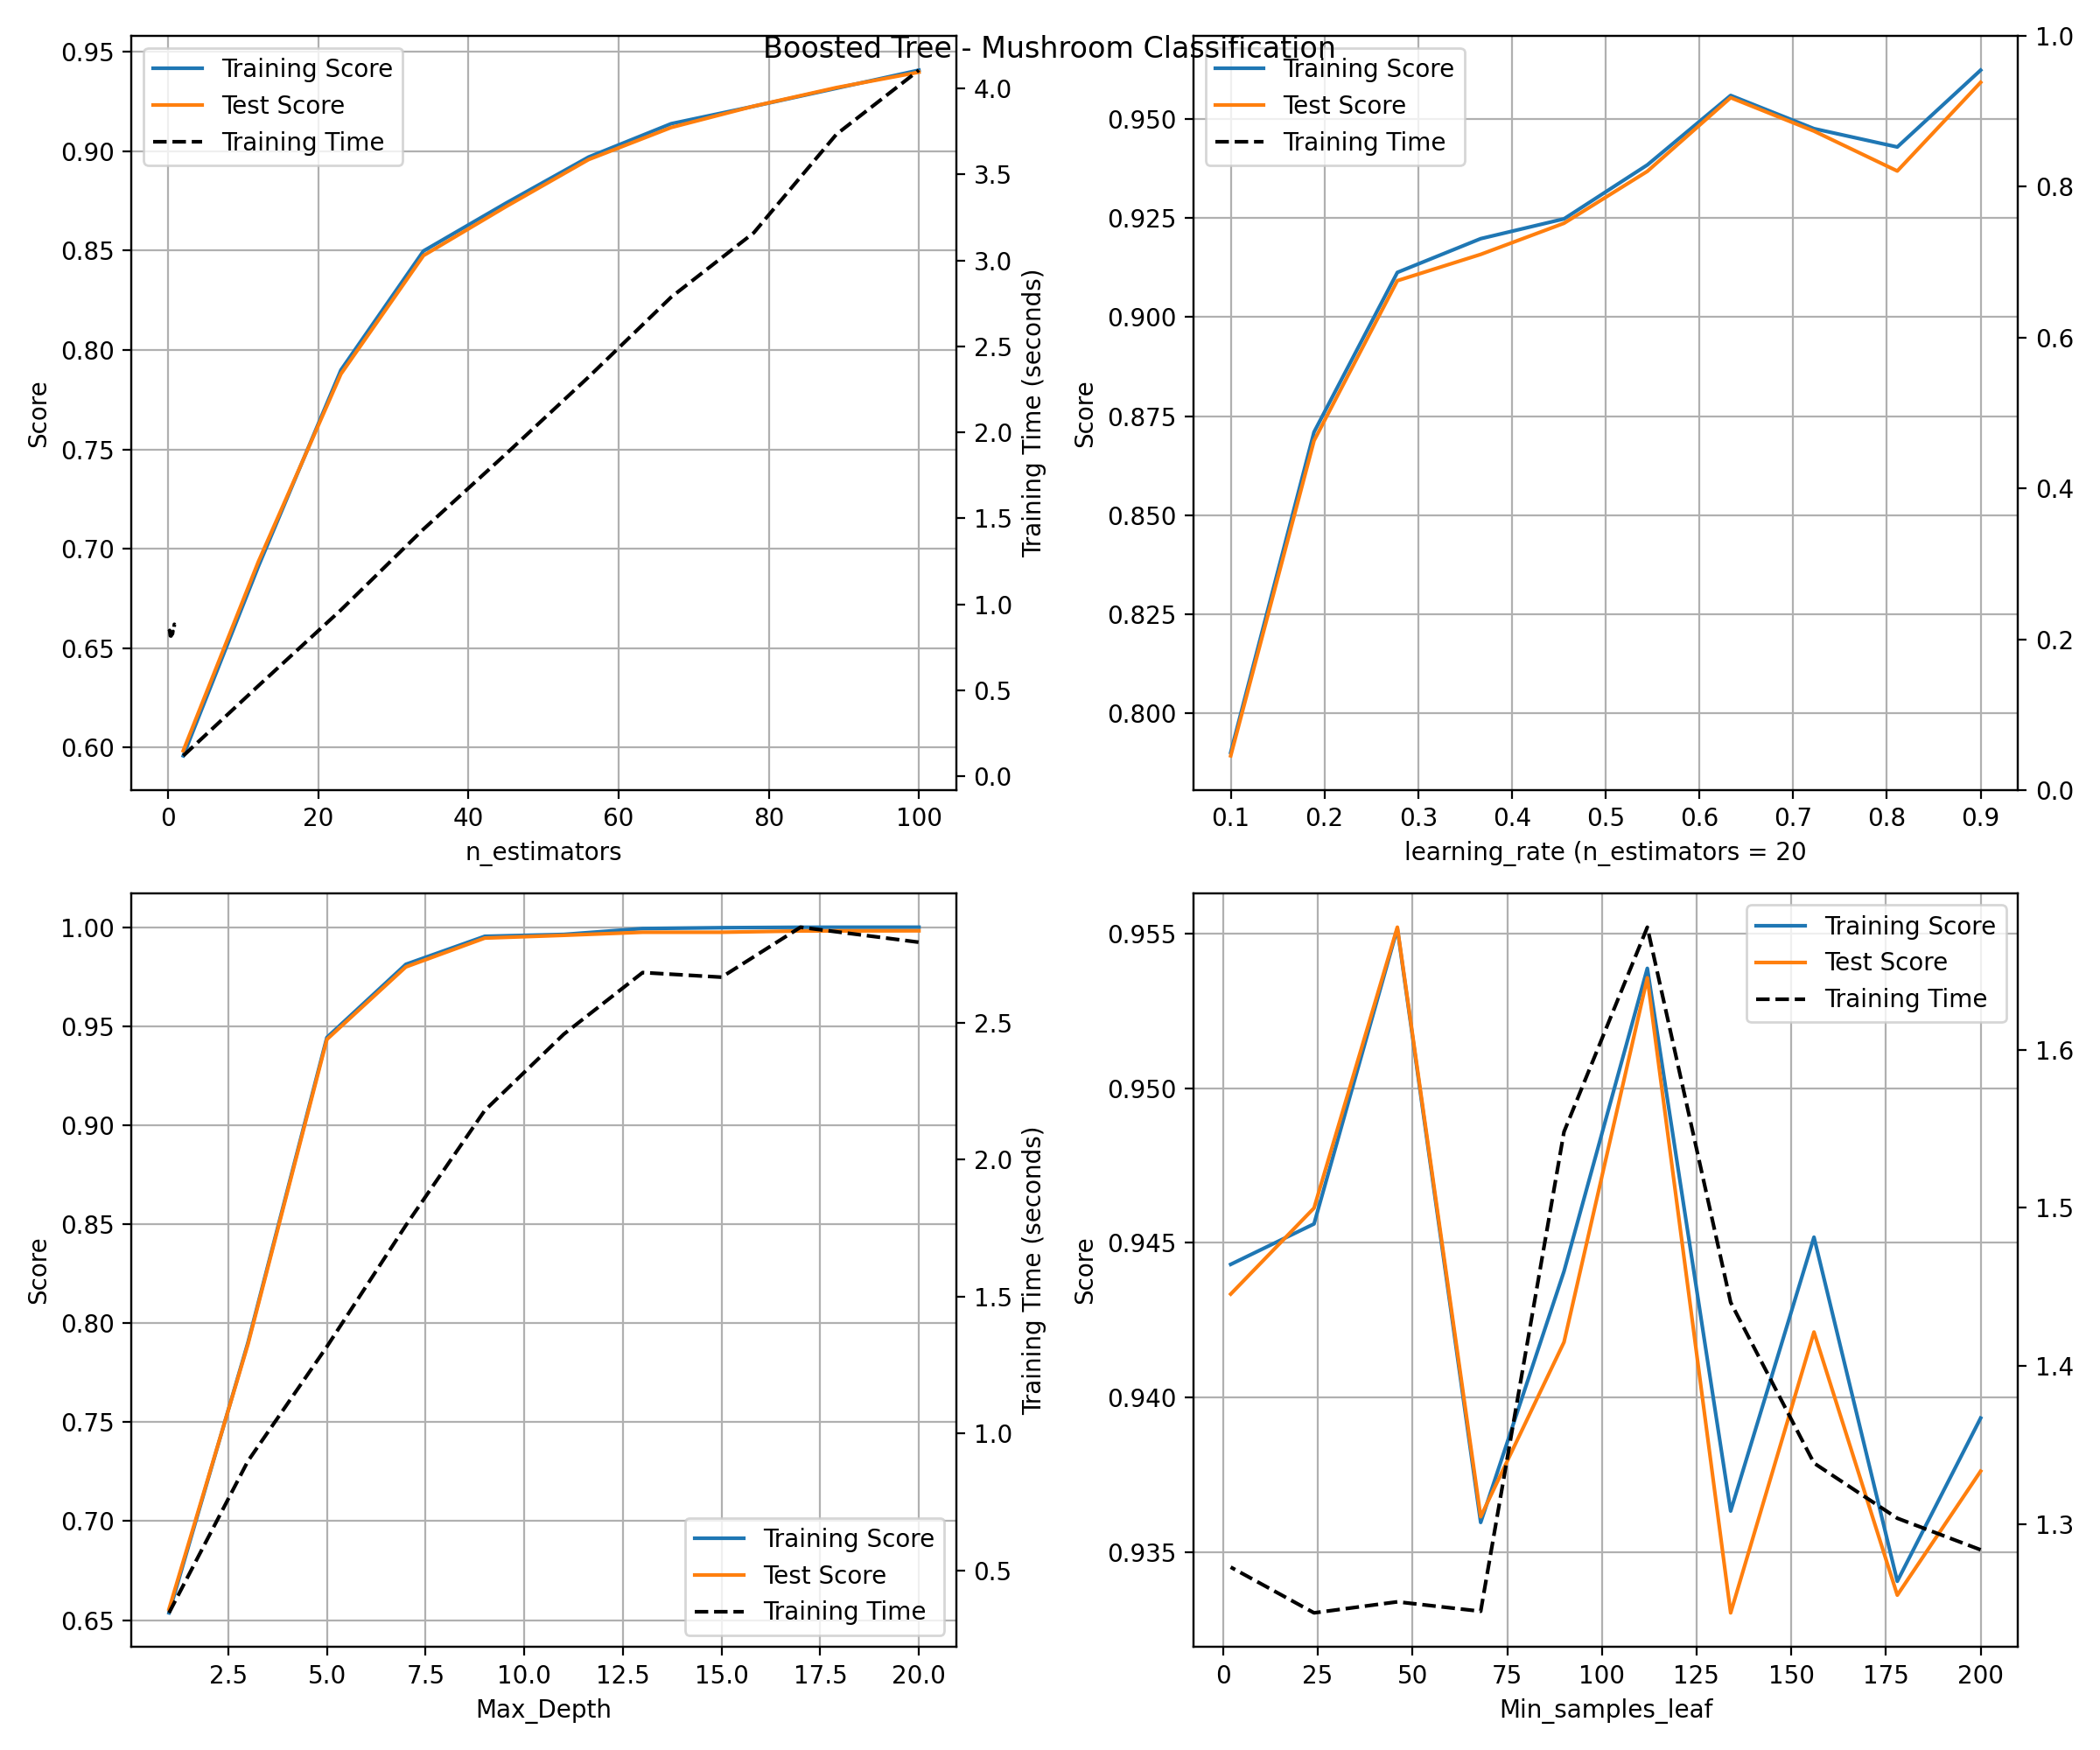 Boosted Tree - Mushroom Classification
Training Score
Test Score
Training Time
0.95
0.90
0.85
0.80
0.75
0.70
0.65
0.60
Score
4.0
3.5
3.0
2.5
2.0
1.5
1.0
0.5
0.0
Training Time (seconds)
0 20 40 60 80 100
n_estimators
Training Score
Test Score
Training Time
0.950
0.925
0.900
0.875
0.850
0.825
0.800
Score
1.0
0.8
0.6
0.4
0.2
0.0
0.1 0.2 0.3 0.4 0.5 0.6 0.7 0.8 0.9
learning_rate (n_estimators = 20
1.00
0.95
0.90
0.85
0.80
0.75
0.70
0.65
Score
2.5
2.0
1.5
1.0
0.5
Training Time (seconds)
Training Score
Test Score
Training Time
2.5 5.0 7.5 10.0 12.5 15.0 17.5 20.0
Max_Depth
Training Score
Test Score
Training Time
0.955
0.950
0.945
0.940
0.935
Score
1.6
1.5
1.4
1.3
0 25 50 75 100 125 150 175 200
Min_samples_leaf